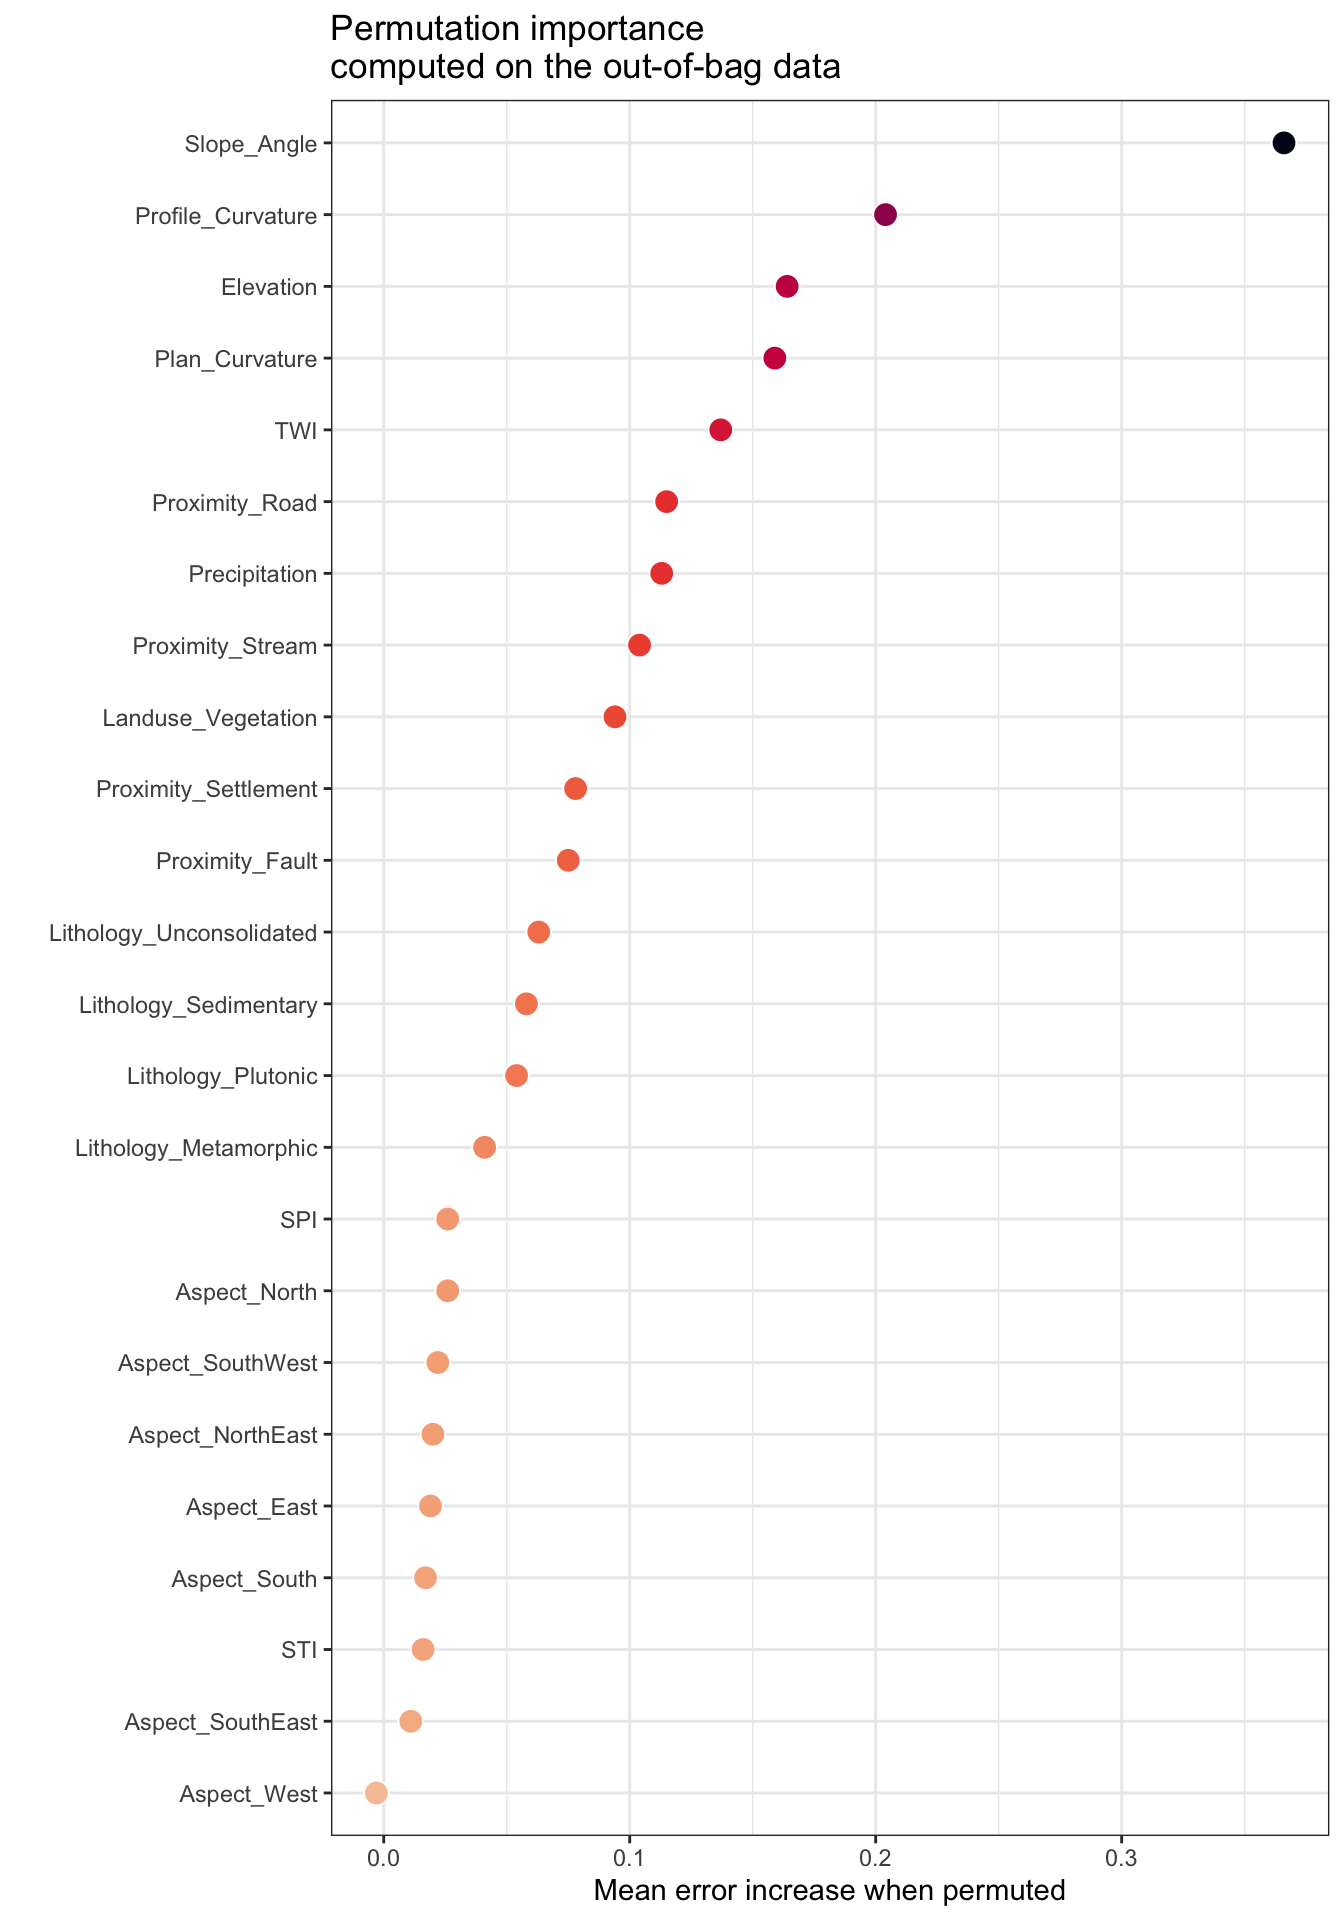 Permutation importance
computed on the out-of-bag data
Slope_Angle
Profile_Curvature
Elevation
Plan_Curvature
TWI
Proximity_Road
Precipitation
Proximity_Stream
Landuse_Vegetation
Proximity_Settlement
Proximity_Fault
Lithology_Unconsolidated
Lithology_Sedimentary
Lithology_Plutonic
Lithology_Metamorphic
SPI
Aspect_North
Aspect_SouthWest
Aspect_NorthEast
Aspect_East
Aspect_South
STI
Aspect_SouthEast
Aspect_West
0.0 0.1 0.2 0.3
Mean error increase when permuted